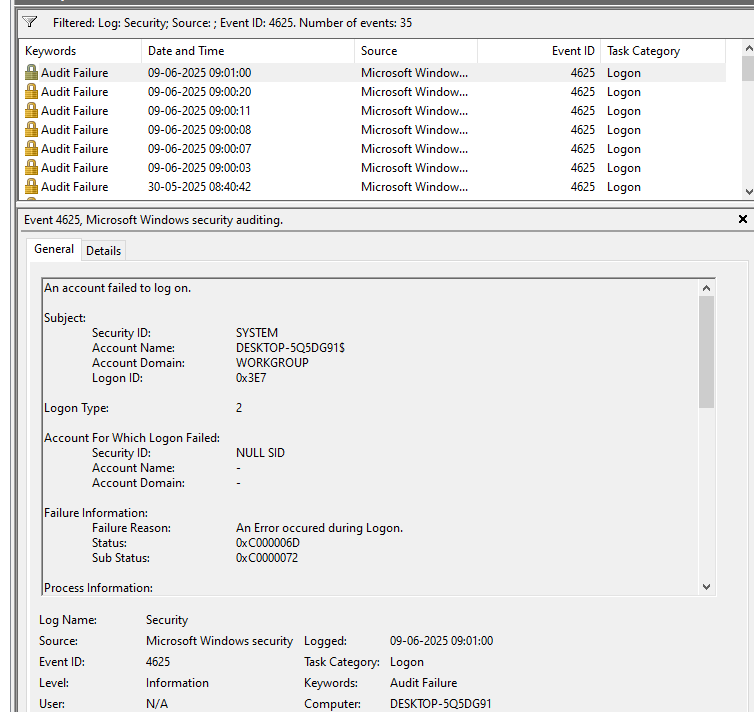 Filtered: Log: Security; Source: ; Event ID: 4625. Number of events: 35
Keywords Date and Time Source Event ID Task Category
Audit Failure 09-06-2025 09:01:00 Microsoft Window... 4625 Logon
Audit Failure 09-06-2025 09:00:20 Microsoft Window... 4625 Logon
Audit Failure 09-06-2025 09:00:11 Microsoft Window... 4625 Logon
Audit Failure 09-06-2025 09:00:08 Microsoft Window... 4625 Logon
Audit Failure 09-06-2025 09:00:07 Microsoft Window... 4625 Logon
Audit Failure 09-06-2025 09:00:03 Microsoft Window... 4625 Logon
Audit Failure 30-05-2025 08:40:42 Microsoft Window... 4625 Logon
Event 4625, Microsoft Windows security auditing.
General Details
An account failed to log on.
Subject:
Security ID: SYSTEM
Account Name: DESKTOP-5Q5DG91$
Account Domain: WORKGROUP
Logon ID: 0x3E7
Logon Type: 2
Account For Which Logon Failed:
Security ID: NULL SID
Account Name: -
Account Domain: -
Failure Information:
Failure Reason: An Error occured during Logon.
Status: 0xC000006D
Sub Status: 0xC0000072
Process Information:
Log Name: Security
Source: Microsoft Windows security Logged: 09-06-2025 09:01:00
Event ID: 4625 Task Category: Logon
Level: Information Keywords: Audit Failure
User: N/A Computer: DESKTOP-5Q5DG91